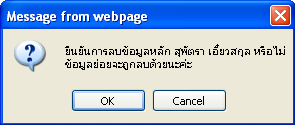 Message from webpage
ยืนยันการลบข้อมูลหลัก สุพัตรา เอี่ยวสกุล หรือไม่
ข้อมูลย่อยจะถูกลบด้วยนะค่ะ
OK
Cancel